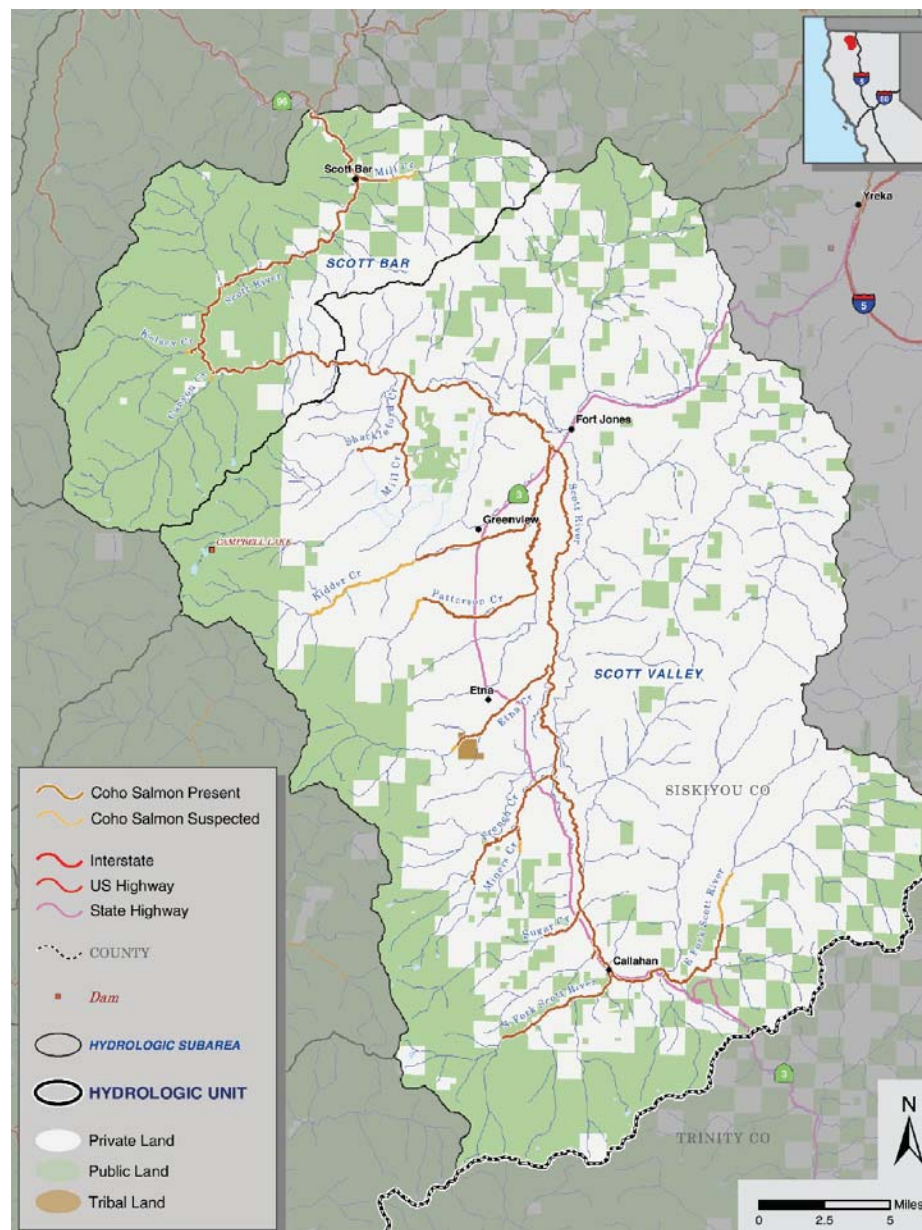 96
Scott Bar
Mill Cr
5
80
Yreka
SCOTT BAR
Scott River
5
Kelsey Cr
Canyon Cr
Shackleford Cr
Fort Jones
Mill Cr
Scott River
3
Greenview
CAMPBELL LAKE
Kidder Cr
Patterson Cr
SCOTT VALLEY
Etna
Etna Cr
SISKIYOU CO
French Cr
Miners Cr
E Fork Scott River
Sugar Cr
Callahan
S Fork Scott River
3
TRINITY CO
Coho Salmon Present
Coho Salmon Suspected
Interstate
US Highway
State Highway
COUNTY
Dam
HYDROLOGIC SUBAREA
HYDROLOGIC UNIT
Private Land
Public Land
Tribal Land
N
Miles
0 2.5 5